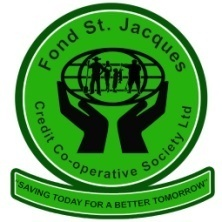 Fond St. Jacques
Credit Co-operative Society Ltd
"SAVING TODAY FOR A BETTER TOMORROW"